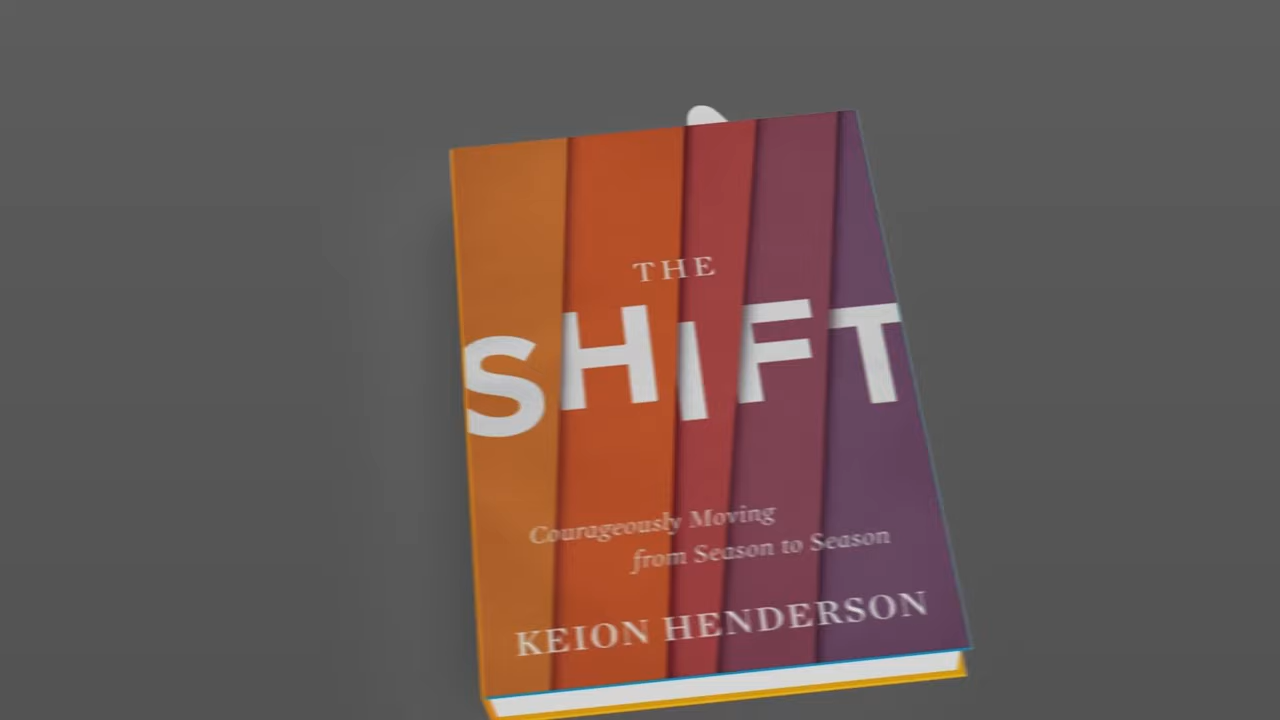 THE
SHIFT
Courageously Moving
from Season to Season
KEION HENDERSON